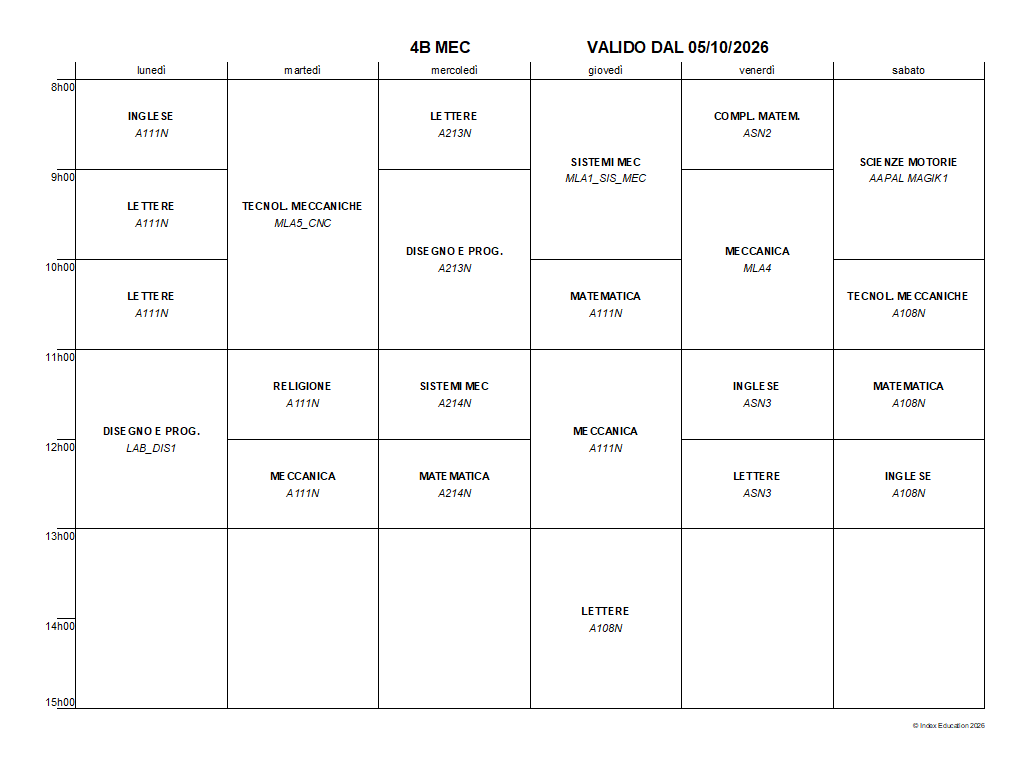 4B MEC VALIDO DAL 05/10/2026
lunedì martedì mercoledì giovedì venerdì sabato
8h00
INGLESE
A111N
LETTERE
A213N
COMPL. MATEM.
ASN2
SISTEMI MEC
MLA1_SIS_MEC
SCIENZE MOTORIE
AAPAL MAGIK1
9h00
LETTERE
A111N
TECNOL. MECCANICHE
MLA5_CNC
DISEGNO E PROG.
A213N
MECCANICA
MLA4
10h00
LETTERE
A111N
MATEMATICA
A111N
TECNOL. MECCANICHE
A108N
11h00
RELIGIONE
A111N
SISTEMI MEC
A214N
INGLESE
ASN3
MATEMATICA
A108N
DISEGNO E PROG.
LAB_DIS1
MECCANICA
A111N
12h00
MECCANICA
A111N
MATEMATICA
A214N
LETTERE
ASN3
INGLESE
A108N
13h00
LETTERE
A108N
14h00
15h00
© Index Education 2026